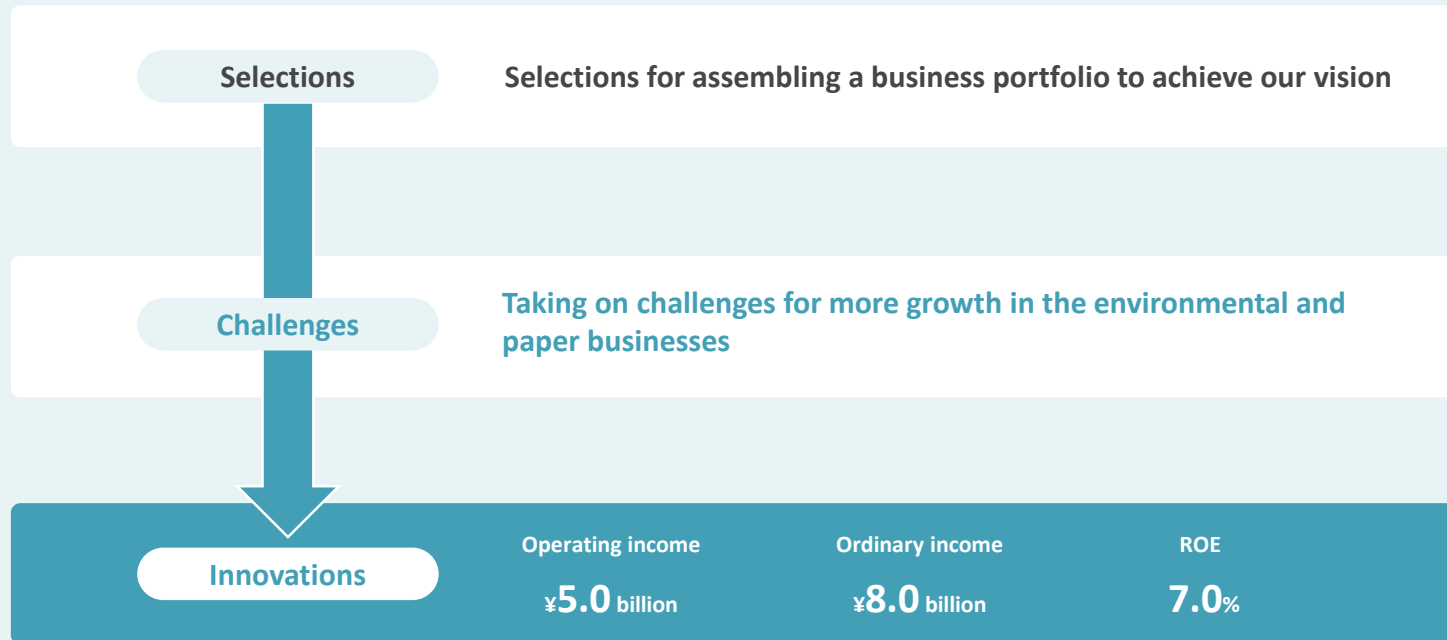 Selections
Selections for assembling a business portfolio to achieve our vision
Challenges
Taking on challenges for more growth in the environmental and
paper businesses
Innovations
Operating income
¥5.0 billion
Ordinary income
¥8.0 billion
ROE
7.0%